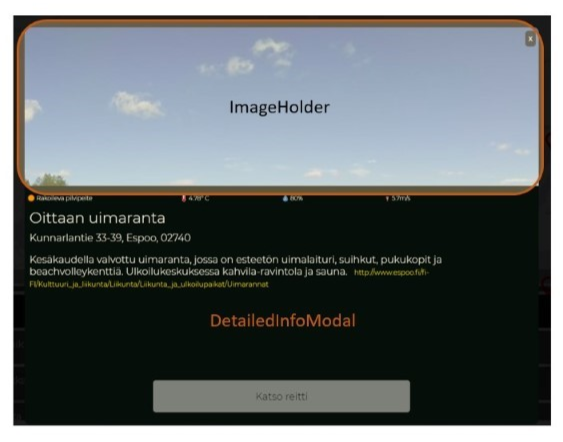 x
ImageHolder
Rakoileva pilvipeite 4.78° C 80% 5.7m/s
Oittaan uimaranta
Kunnarlantie 33-39, Espoo, 02740
Kesäkaudella valvottu uimaranta, jossa on esteetön uimalaituri, suihkut, pukukopit ja
beachvolleykenttiä. Ulkoilukeskuksessa kahvila-ravintola ja sauna. http://www.espoo.fi/fi-
FI/Kulttuuri_ja_liikunta/Liikunta/Liikunta_ja_ulkoilupaikat/Uimarannat
DetailedInfoModal
Katso reitti